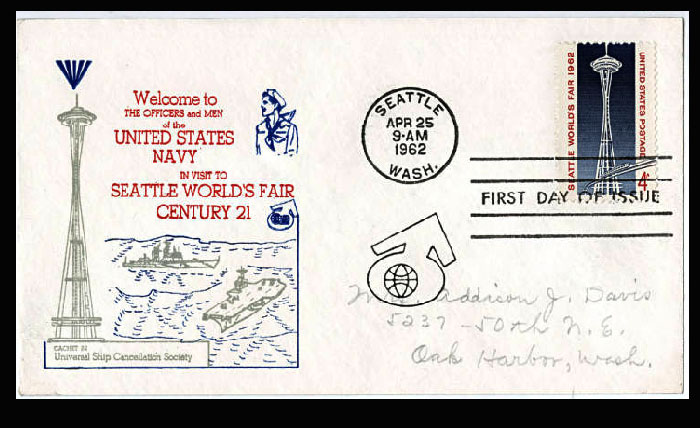 Welcome to
THE OFFICERS and MEN
of the
UNITED STATES
NAVY
IN VISIT TO
SEATTLE WORLD'S FAIR
CENTURY 21
CACHET BY
Universal Ship Cancellation Society
SEATTLE
APR 25
9-AM
1962
WASH.
SEATTLE WORLD'S FAIR 1962
UNITED STATES POSTAGE
4¢
FIRST DAY OF ISSUE
Addison J. Davis
5237-50th N.E.
Oak Harbor, Wash.